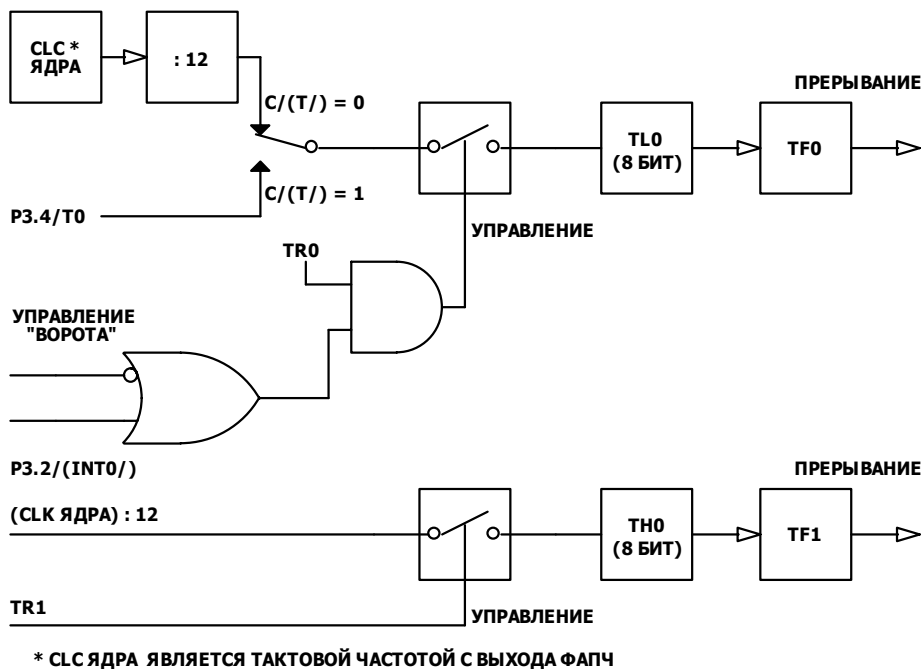 CLC *
ЯДРА
: 12
ПРЕРЫВАНИЕ
C/(T/) = 0
TL0
(8 БИТ)
TF0
C/(T/) = 1
P3.4/T0
УПРАВЛЕНИЕ
TR0
УПРАВЛЕНИЕ
"ВОРОТА"
P3.2/(INT0/)
ПРЕРЫВАНИЕ
(CLK ЯДРА) : 12
TH0
(8 БИТ)
TF1
TR1
УПРАВЛЕНИЕ
* CLC ЯДРА ЯВЛЯЕТСЯ ТАКТОВОЙ ЧАСТОТОЙ С ВЫХОДА ФАПЧ